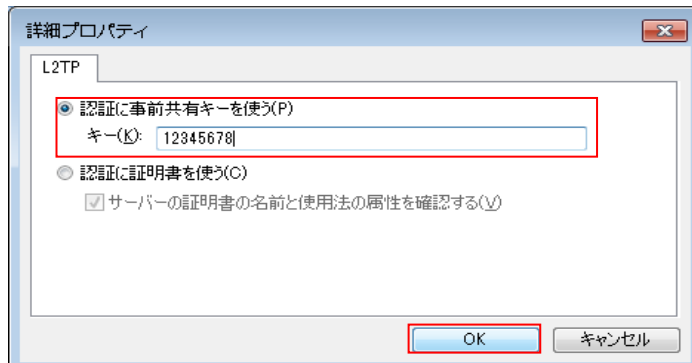 詳細プロパティ
L2TP
認証に事前共有キーを使う(P)
キー(K): 12345678
認証に証明書を使う(C)
サーバーの証明書の名前と使用法の属性を確認する(V)
OK キャンセル